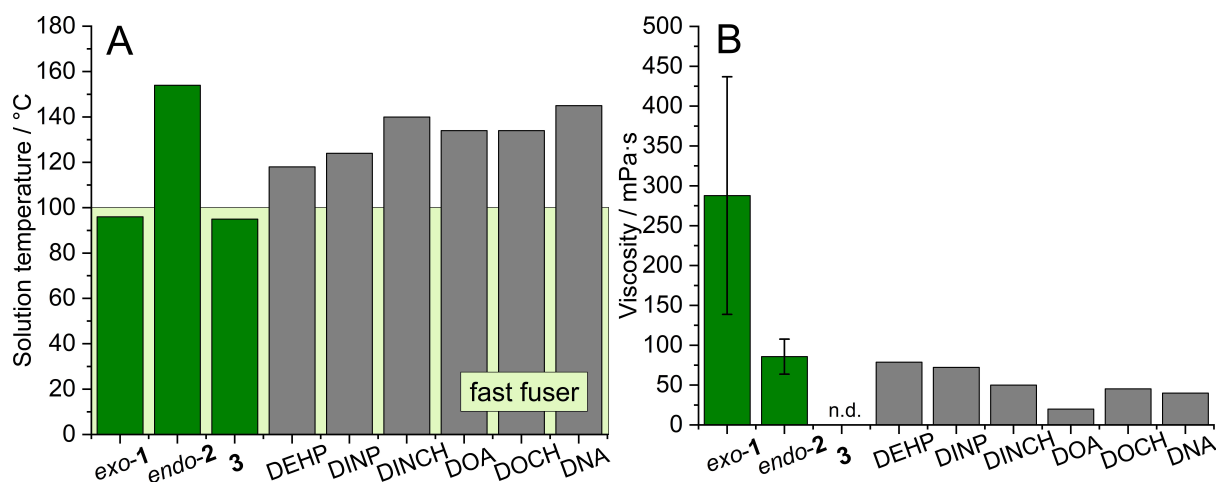 A
Solution temperature / °C
180
160
140
120
100
80
60
40
20
0
fast fuser
exo-1
endo-2
3
DEHP
DINP
DINCH
DOA
DOCH
DNA
B
Viscosity / mPa·s
500
450
400
350
300
250
200
150
100
50
0
n.d.
exo-1
endo-2
3
DEHP
DINP
DINCH
DOA
DOCH
DNA